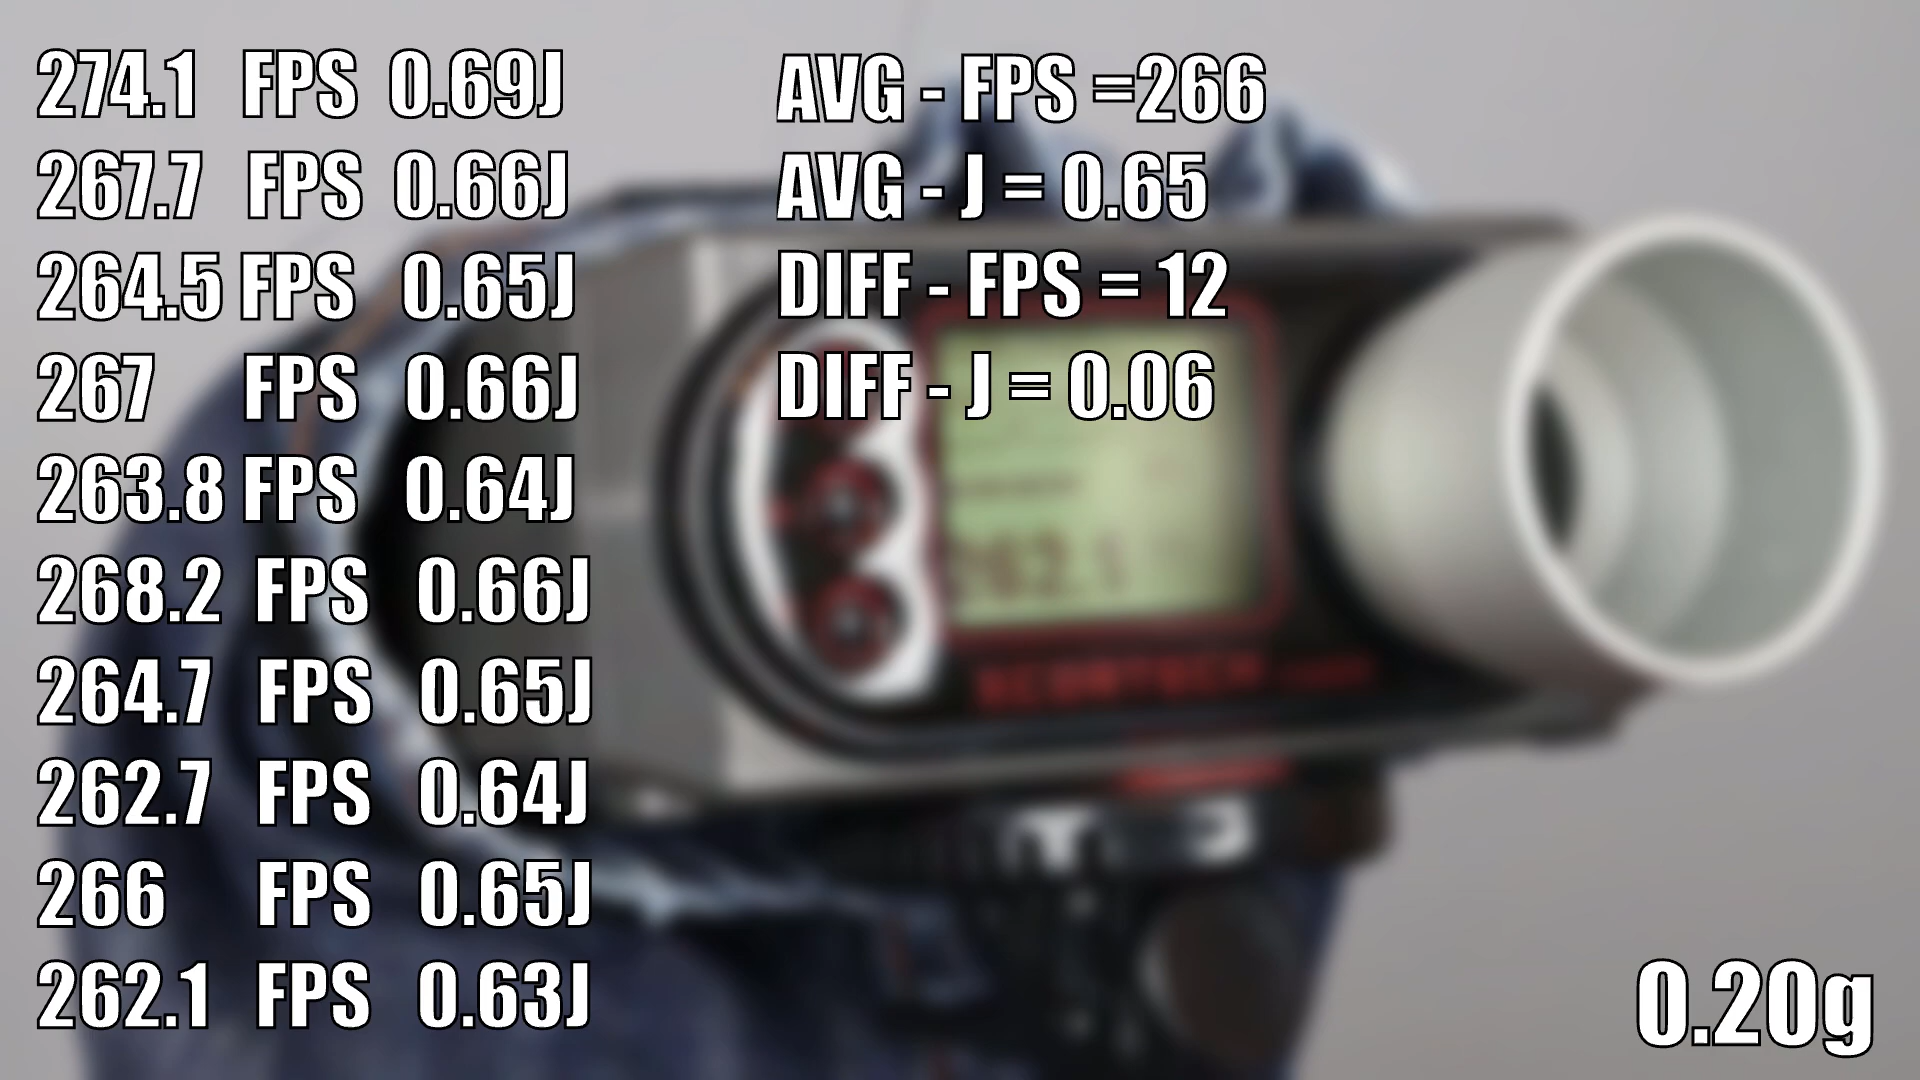 274.1 FPS 0.69J
267.7 FPS 0.66J
264.5 FPS 0.65J
267 FPS 0.66J
263.8 FPS 0.64J
268.2 FPS 0.66J
264.7 FPS 0.65J
262.7 FPS 0.64J
266 FPS 0.65J
262.1 FPS 0.63J
AVG - FPS =266
AVG - J = 0.65
DIFF - FPS = 12
DIFF - J = 0.06
262.1
XCORTECH
0.20g